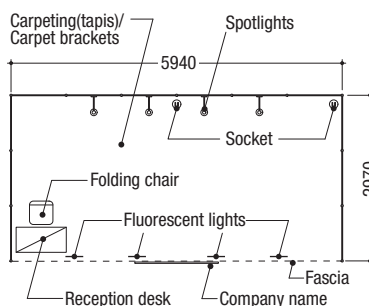 Carpeting(tapis)/
Carpet brackets
Spotlights
5940
Socket
2970
Folding chair
Fluorescent lights
Fascia
Reception desk
Company name